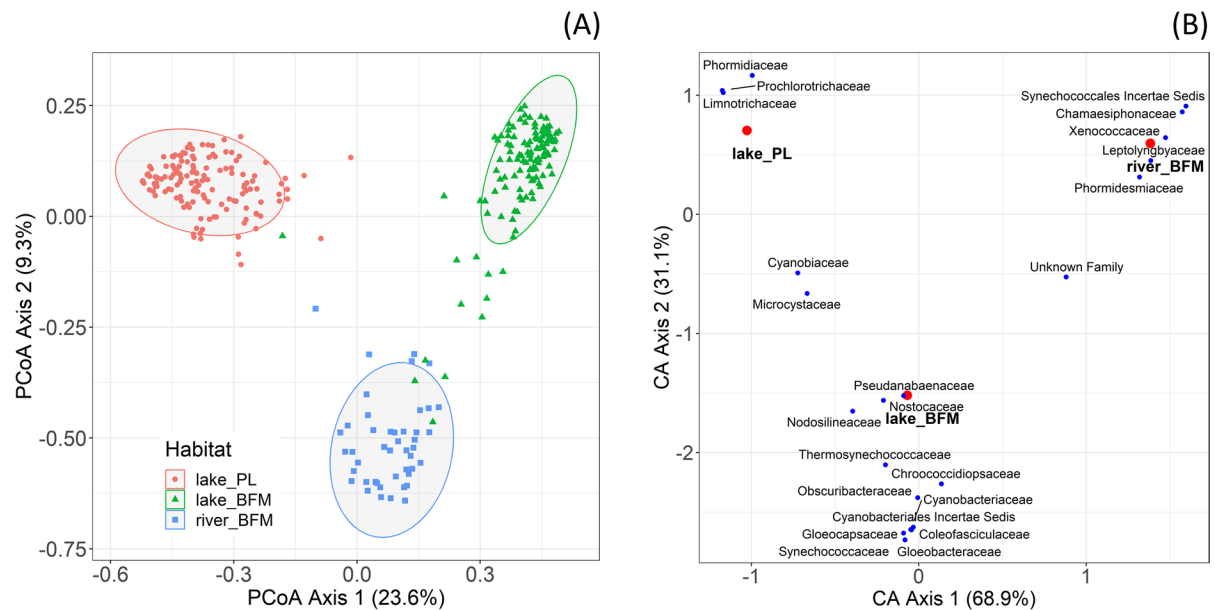 (A)
PCoA Axis 2 (9.3%)
0.25
0.00
-0.25
-0.50
-0.75
Habitat
lake_PL
lake_BFM
river_BFM
-0.6
-0.3
0.0
0.3
PCoA Axis 1 (23.6%)
(B)
CA Axis 2 (31.1%)
1
0
-1
-2
Phormidiaceae
Prochlorotrichaceae
Limnotrichaceae
lake_PL
Synechococcales Incertae Sedis
Chamaesiphonaceae
Xenococcaceae
Leptolyngbyaceae
river_BFM
Phormidesmiaceae
Cyanobiaceae
Unknown Family
Microcystaceae
Pseudanabaenaceae
Nostocaceae
Nodosilineaceae
lake_BFM
Thermosynechococcaceae
Chroococcidiopsaceae
Obscuribacteraceae
Cyanobacteriaceae
Cyanobacteriales Incertae Sedis
Gloeocapsaceae
Coleofasciculaceae
Synechococcaceae
Gloeobacteraceae
-1
0
1
CA Axis 1 (68.9%)